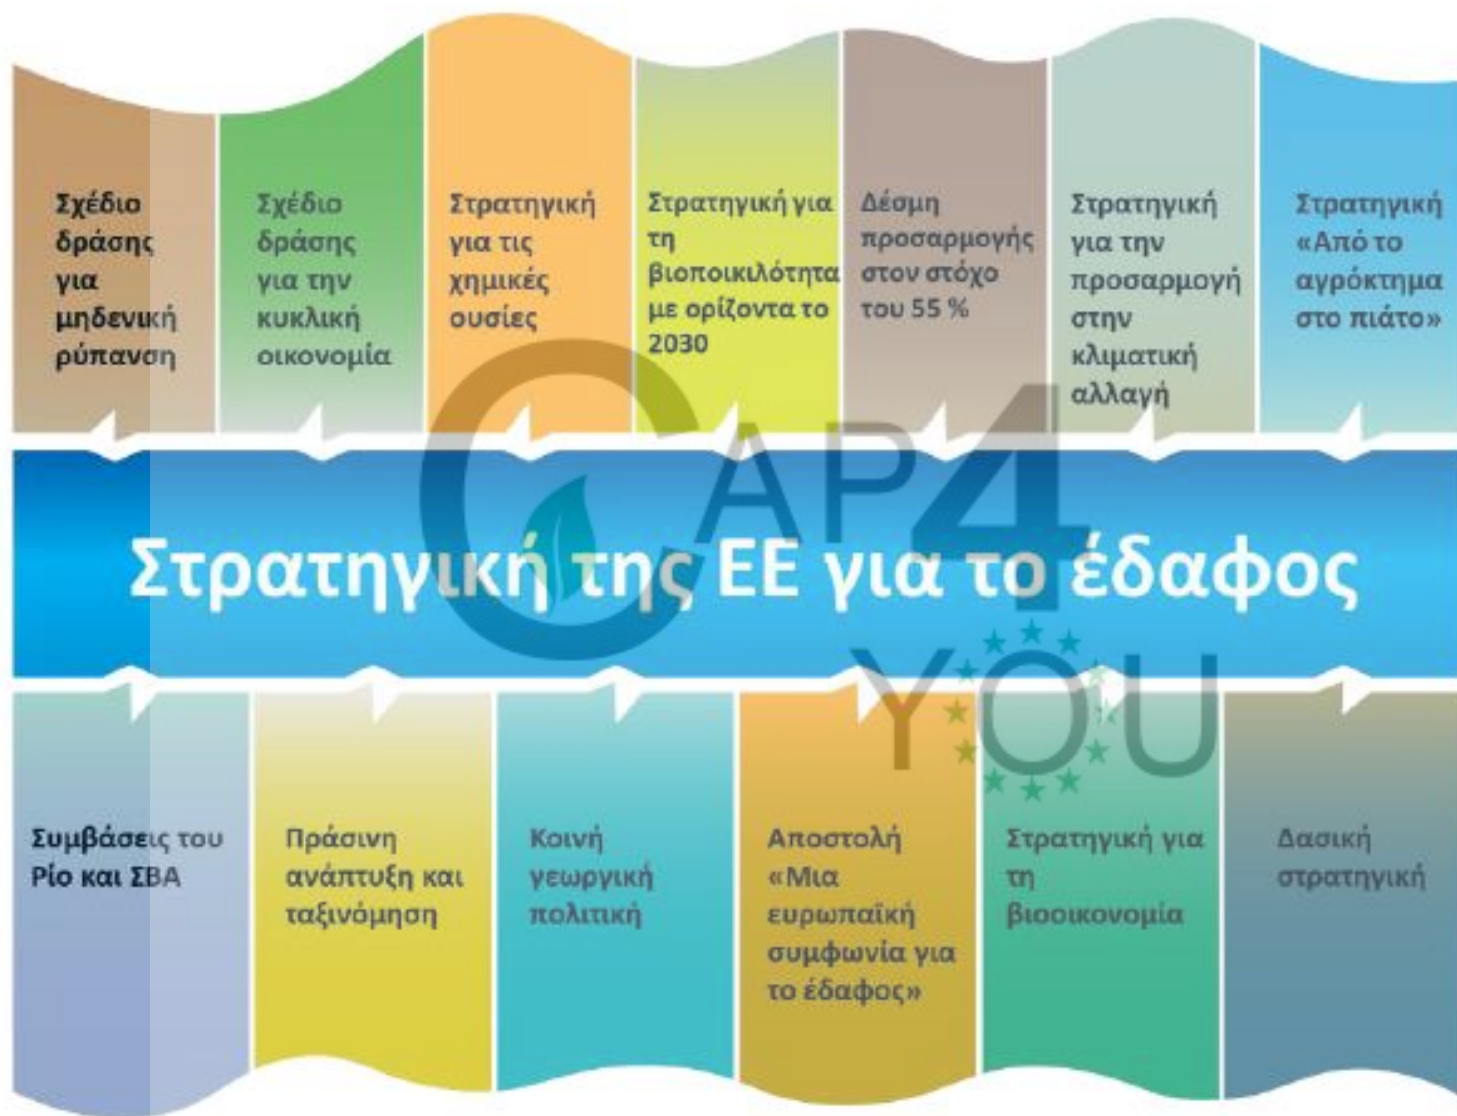 Σχέδιο
δράσης
για
μηδενική
ρύπανση
Σχέδιο
δράσης
για την
κυκλική
οικονομία
Στρατηγική
για τις
χημικές
ουσίες
Στρατηγική για
τη
βιοποικιλότητα
με ορίζοντα το
2030
Δέσμη
προσαρμογής
στον στόχο
του 55 %
Στρατηγική
για την
προσαρμογή
στην
κλιματική
αλλαγή
Στρατηγική
«Από το
αγρόκτημα
στο πιάτο»
Στρατηγική της ΕΕ για το έδαφος
CAP4
YOU
Συμβάσεις του
Ρίο και ΣΒΑ
Πράσινη
ανάπτυξη και
ταξινόμηση
Κοινή
γεωργική
πολιτική
Αποστολή
«Μια
ευρωπαϊκή
συμφωνία για
το έδαφος»
Στρατηγική για
τη
βιοοικονομία
Δασική
στρατηγική